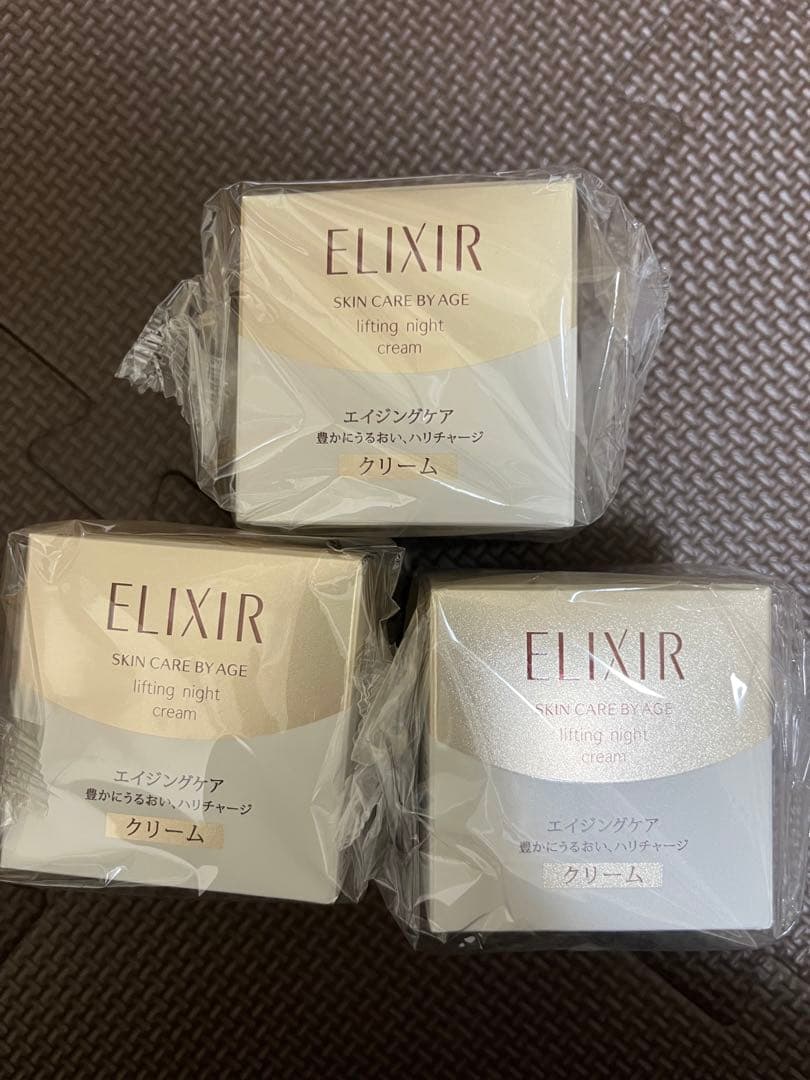 ELIXIR
SKIN CARE BY AGE
lifting night
cream
エイジングケア
豊かにうるおい、ハリチャージ
クリーム
ELIXIR
SKIN CARE BY AGE
lifting night
cream
エイジングケア
豊かにうるおい、ハリチャージ
クリーム
ELIXIR
SKIN CARE BY AGE
lifting night
cream
エイジングケア
豊かにうるおい、ハリチャージ
クリーム